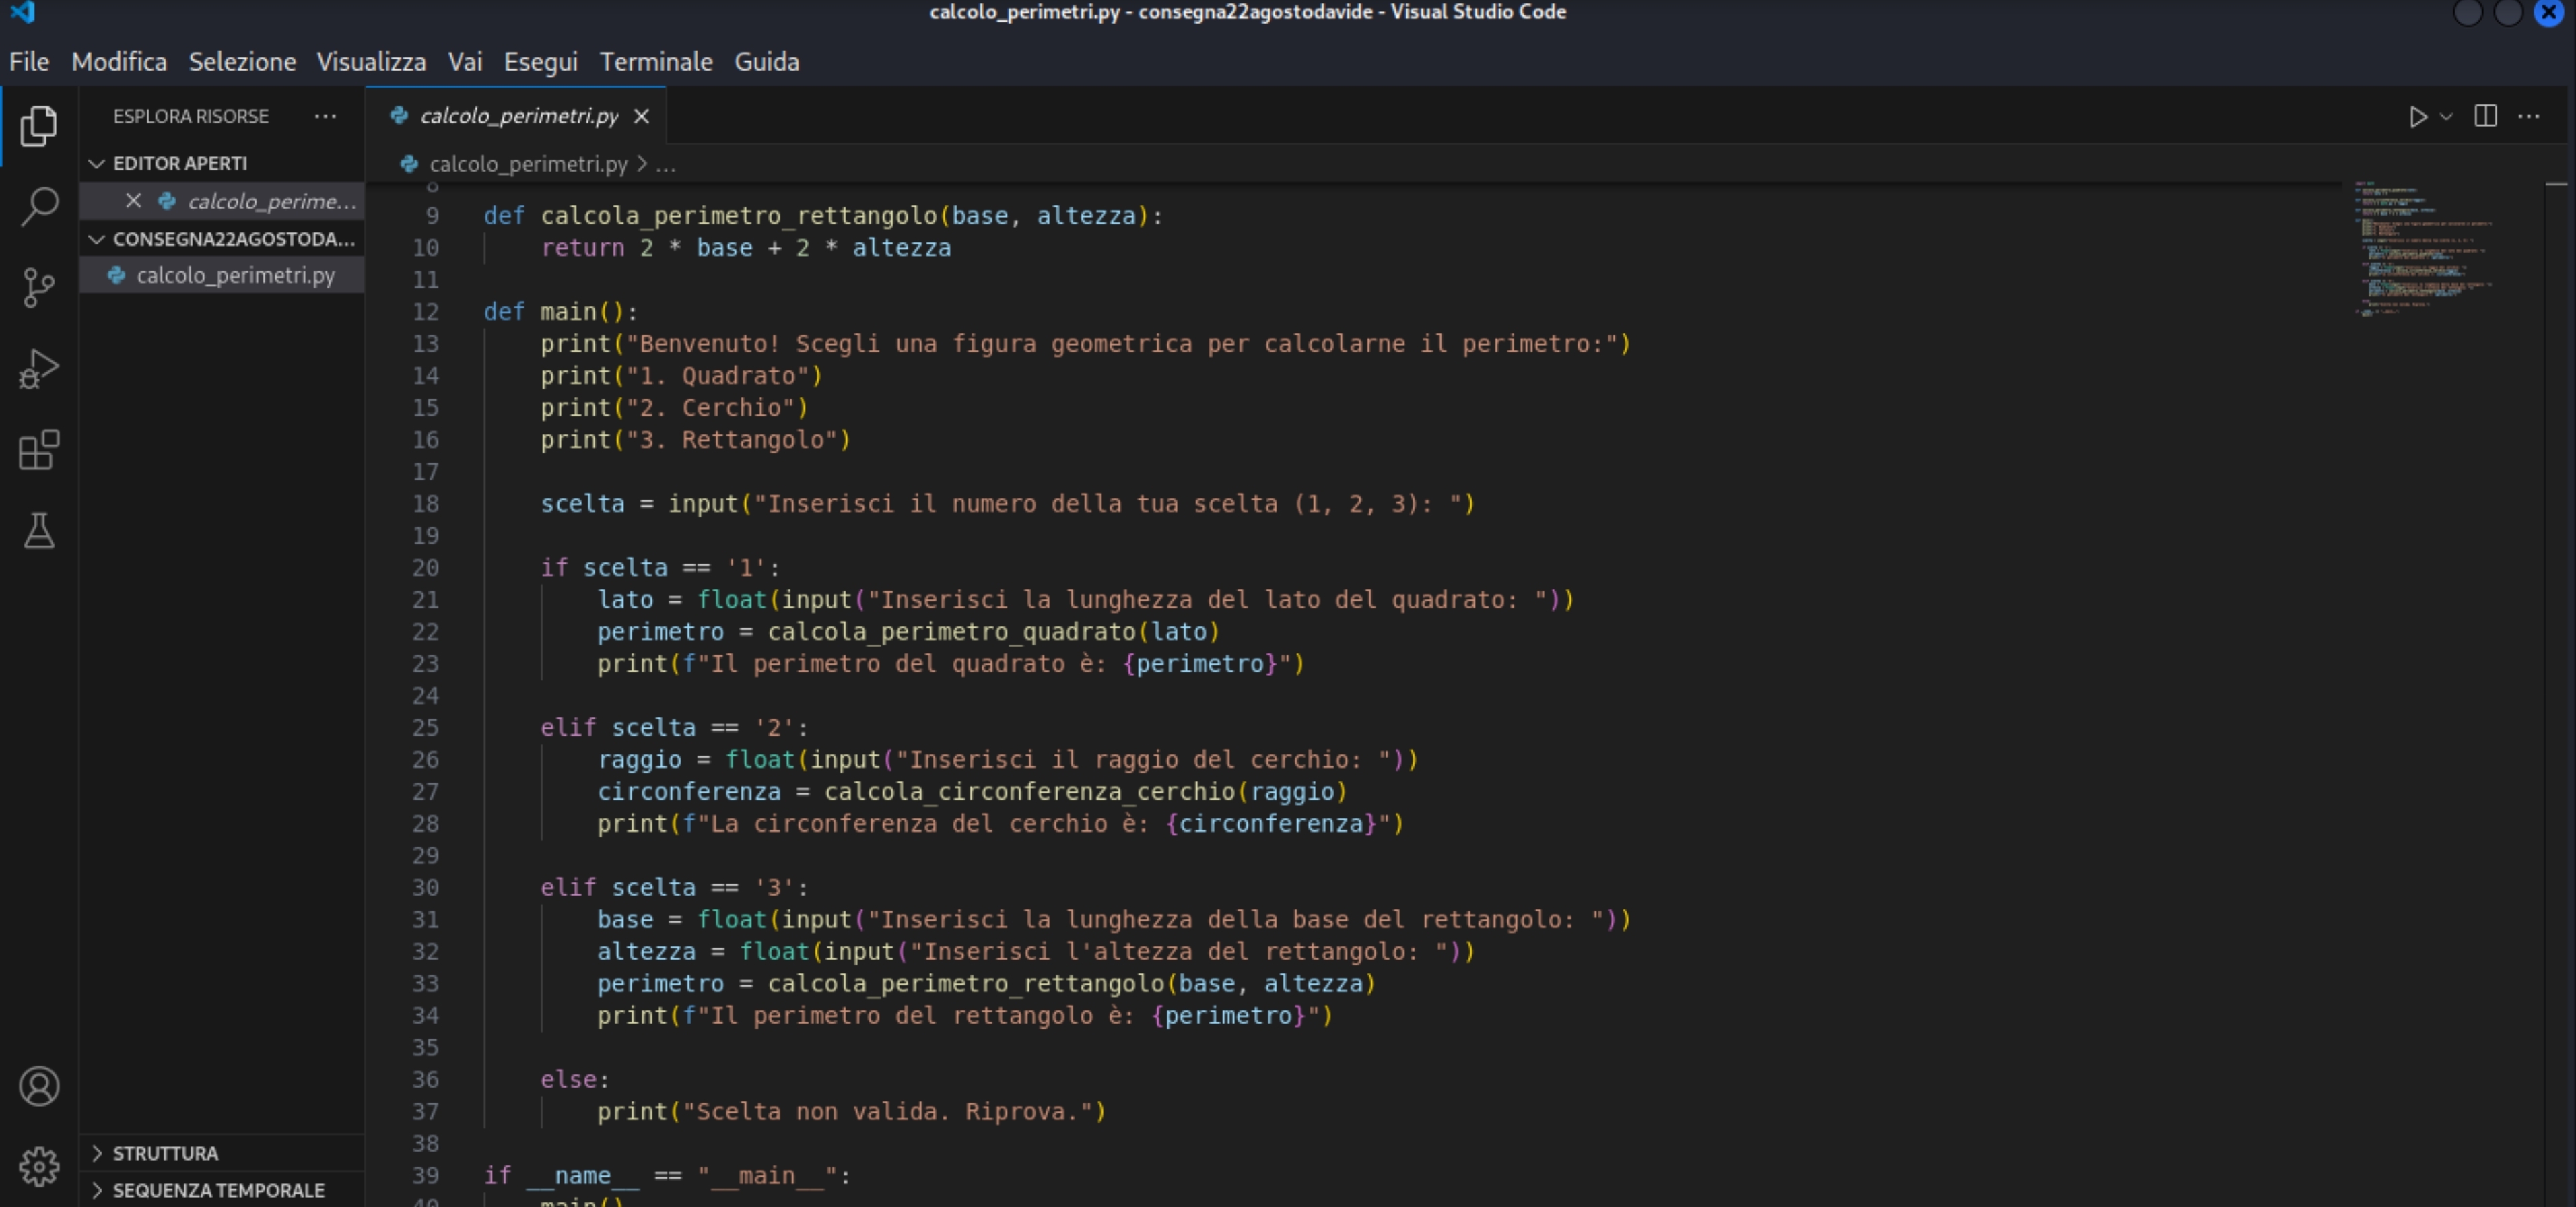 calcolo_perimetri.py - consegna22agostodavide - Visual Studio Code
File Modifica Selezione Visualizza Vai Esegui Terminale Guida
ESPLORA RISORSE
EDITOR APERTI
calcolo_perime...
CONSEGNA22AGOSTODA...
calcolo_perimetri.py
STRUTTURA
SEQUENZA TEMPORALE
calcolo_perimetri.py
calcolo_perimetri.py > ...
8
9 def calcola_perimetro_rettangolo(base, altezza):
10     return 2 * base + 2 * altezza
11
12 def main():
13     print("Benvenuto! Scegli una figura geometrica per calcolarne il perimetro:")
14     print("1. Quadrato")
15     print("2. Cerchio")
16     print("3. Rettangolo")
17
18     scelta = input("Inserisci il numero della tua scelta (1, 2, 3): ")
19
20     if scelta == '1':
21         lato = float(input("Inserisci la lunghezza del lato del quadrato: "))
22         perimetro = calcola_perimetro_quadrato(lato)
23         print(f"Il perimetro del quadrato è: {perimetro}")
24
25     elif scelta == '2':
26         raggio = float(input("Inserisci il raggio del cerchio: "))
27         circonferenza = calcola_circonferenza_cerchio(raggio)
28         print(f"La circonferenza del cerchio è: {circonferenza}")
29
30     elif scelta == '3':
31         base = float(input("Inserisci la lunghezza della base del rettangolo: "))
32         altezza = float(input("Inserisci l'altezza del rettangolo: "))
33         perimetro = calcola_perimetro_rettangolo(base, altezza)
34         print(f"Il perimetro del rettangolo è: {perimetro}")
35
36     else:
37         print("Scelta non valida. Riprova.")
38
39 if __name__ == "__main__":
40     main()